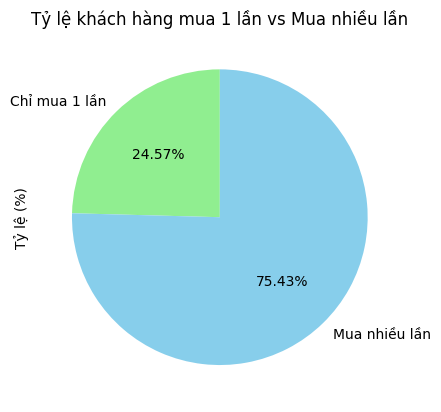 Tỷ lệ khách hàng mua 1 lần vs Mua nhiều lần
Chỉ mua 1 lần
24.57%
Tỷ lệ (%)
75.43%
Mua nhiều lần